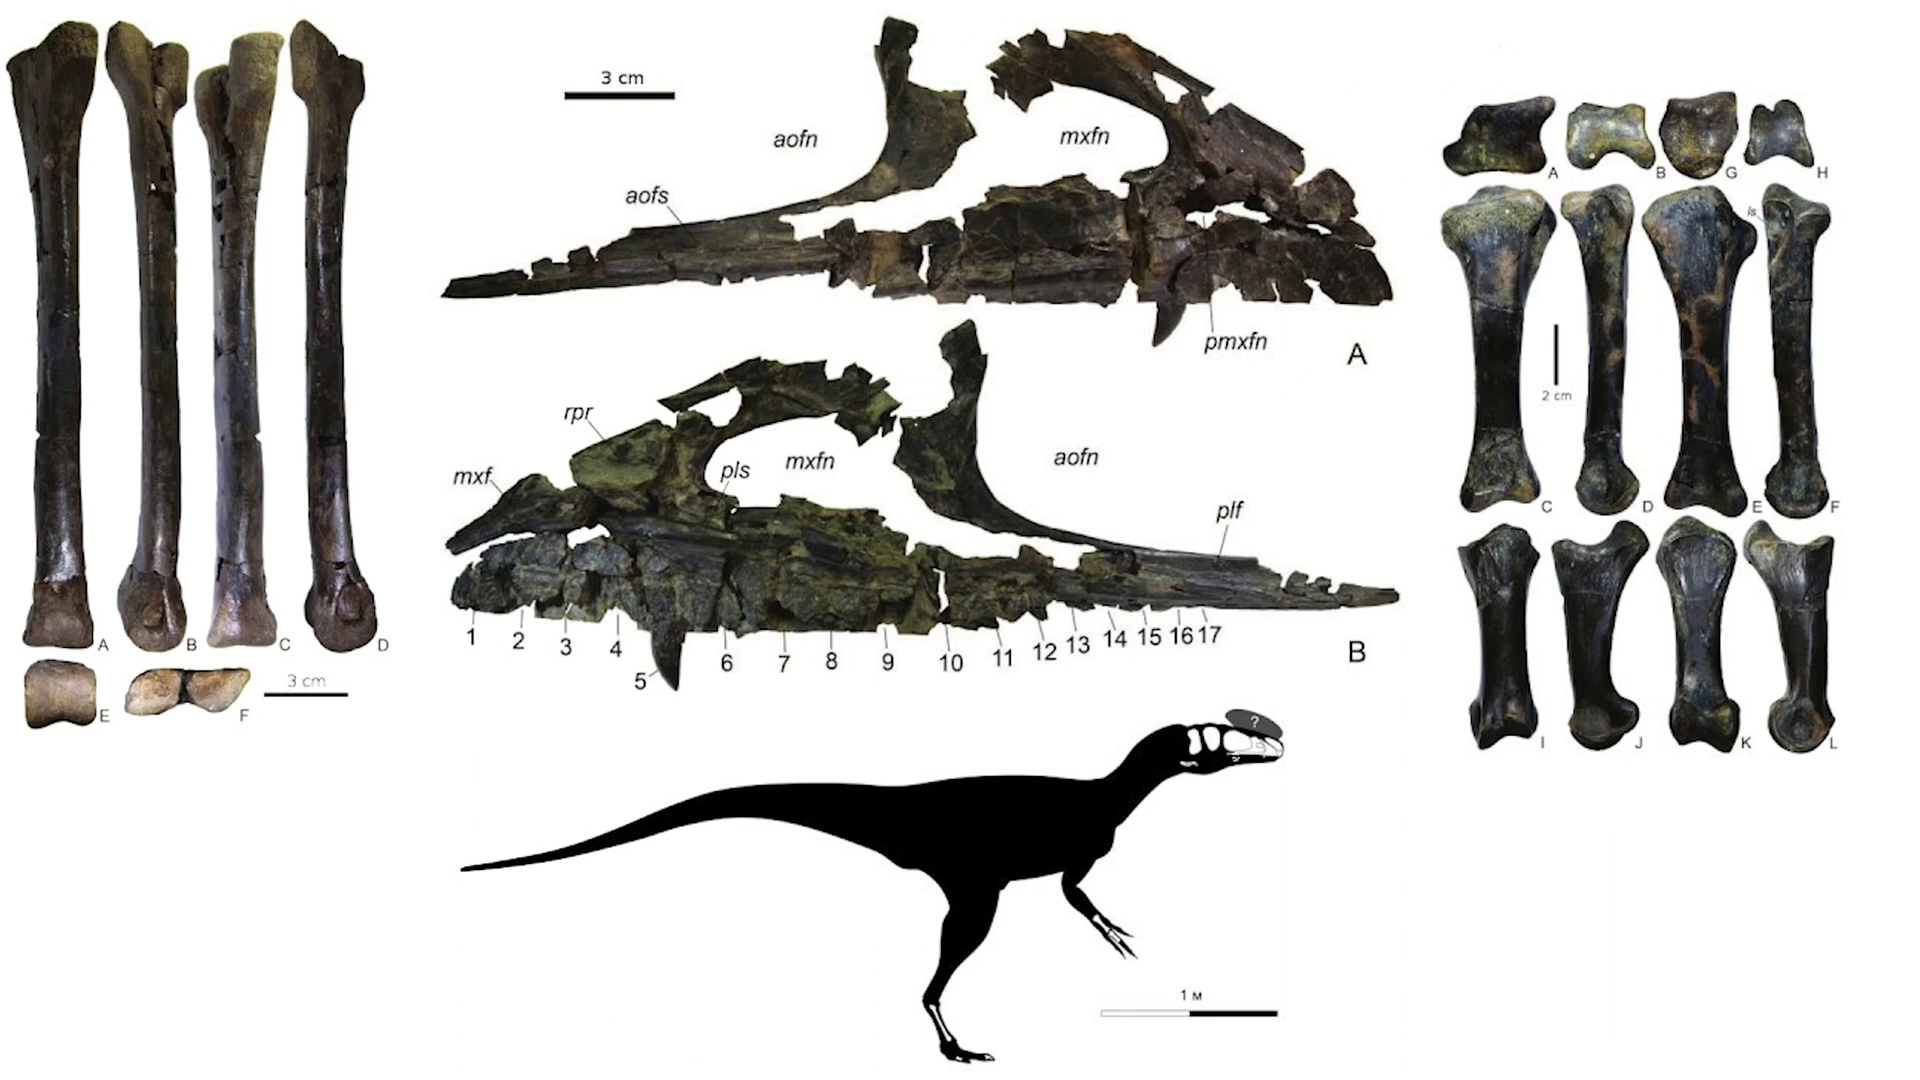 A
B
C
D
E
F
3 cm
3 cm
aofn
mxfn
aofs
pmxfn
A
rpr
mxfn
aofn
mxf
pls
plf
1
2
3
4
5
6
7
8
9
10
11
12
13
14
15
16
17
B
?
1 м
A
B
G
H
ls
2 cm
C
D
E
F
I
J
K
L